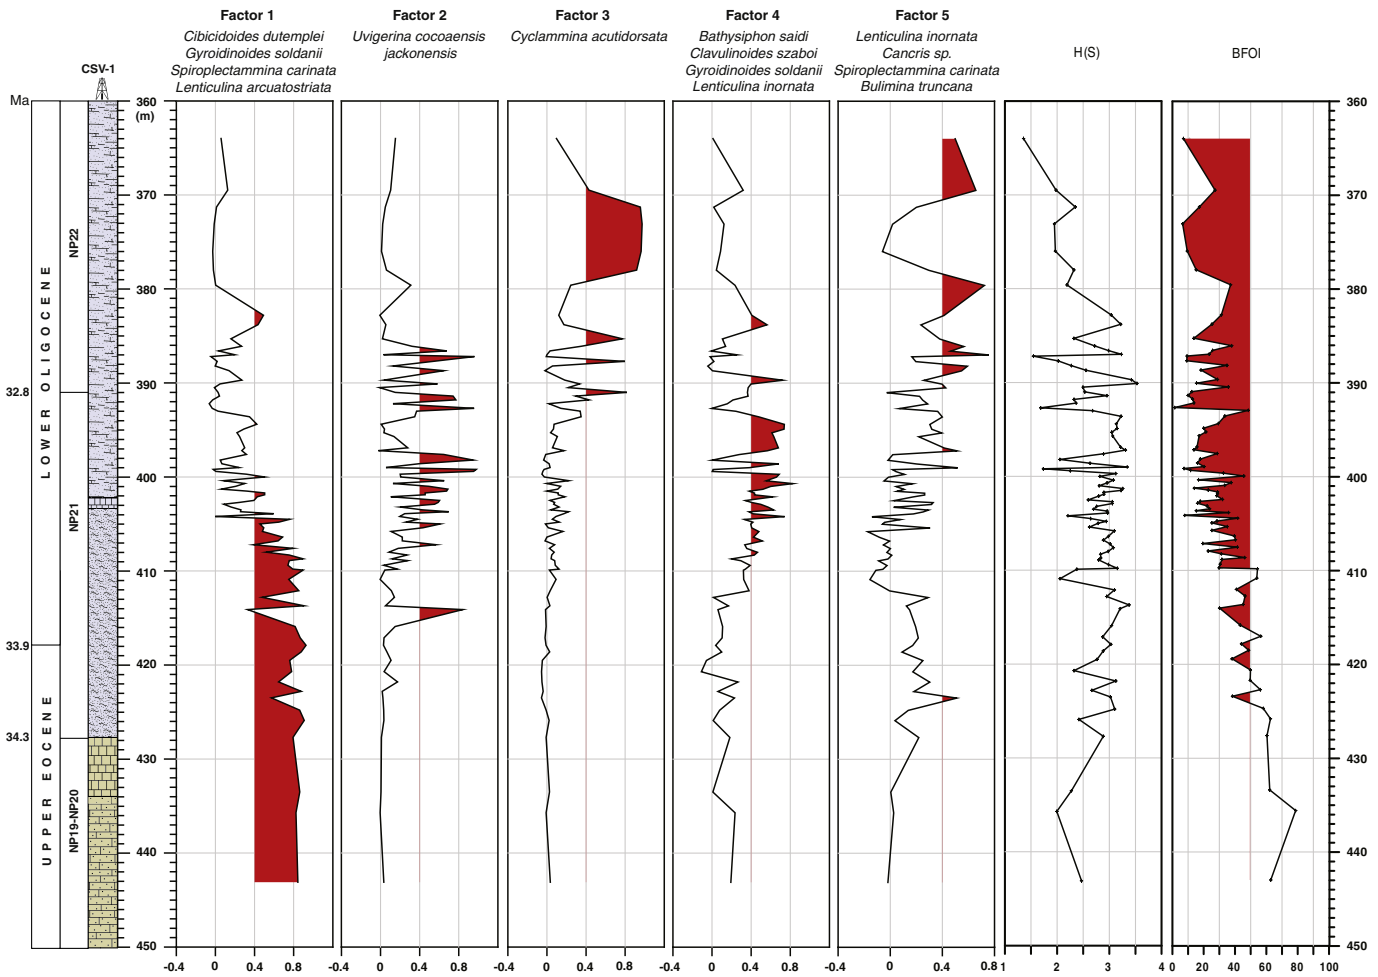 Factor 1
Factor 2
Factor 3
Factor 4
Factor 5
Cibicidoides dutemplei
Gyroidinoides soldanii
Spiroplectammina carinata
Lenticulina arcuatostriata
Uvigerina cocoaensis
jackonensis
Cyclammina acutidorsata
Bathysiphon saidi
Clavulinoides szaboi
Gyroidinoides soldanii
Lenticulina inornata
Lenticulina inornata
Cancris sp.
Spiroplectammina carinata
Bulimina truncana
H(S)
BFOI
CSV-1
Ma
360
(m)
370
380
390
400
410
420
430
440
450
32.8
33.9
34.3
LOWER OLIGOCENE
UPPER EOCENE
NP22
NP21
NP19-NP20
360
370
380
390
400
410
420
430
440
450
-0.4 0 0.4 0.8
-0.4 0 0.4 0.8
-0.4 0 0.4 0.8
-0.4 0 0.4 0.8
-0.4 0 0.4 0.8
1 2 3 4
0 20 40 60 80 100